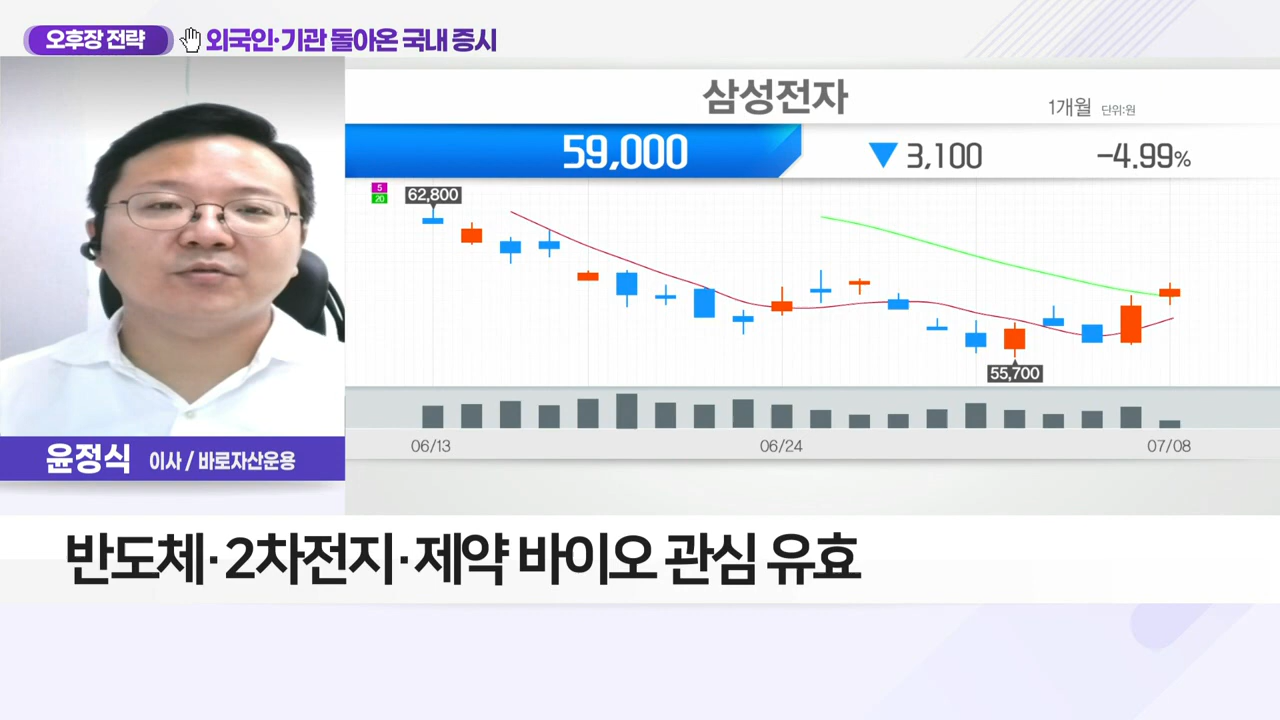 오후장 전략 외국인·기관 돌아온 국내 증시
삼성전자
1개월 단위:원
59,000 ▼ 3,100 -4.99%
5
20
62,800
55,700
06/13 06/24 07/08
윤정식 이사 / 바로자산운용
반도체·2차전지·제약 바이오 관심 유효